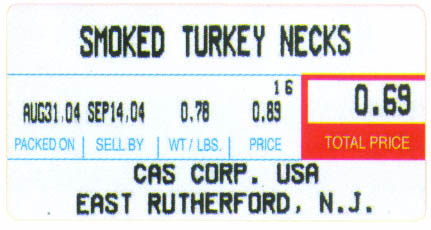 SMOKED TURKEY NECKS
16
AUG31.04 SEP14.04 0.78 0.89 0.69
PACKED ON SELL BY WT / LBS. PRICE TOTAL PRICE
CAS CORP. USA
EAST RUTHERFORD, N.J.